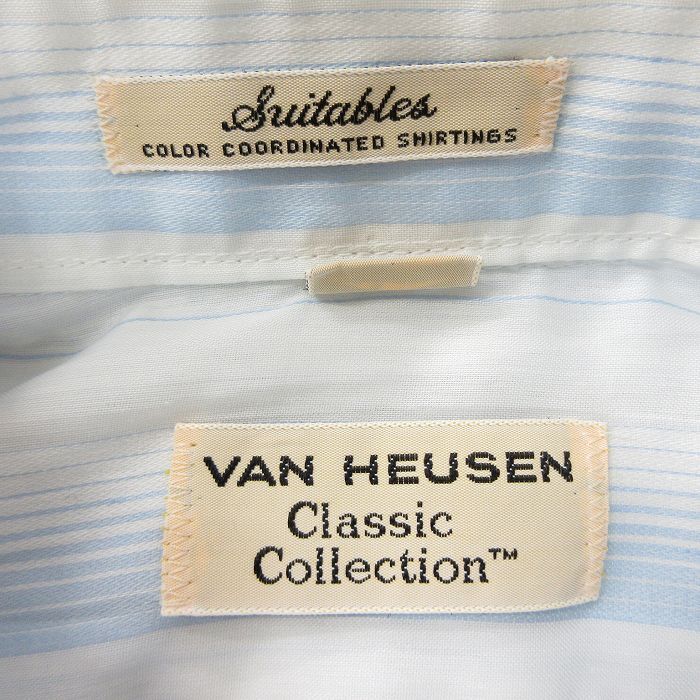 Suitables
COLOR COORDINATED SHIRTINGS
VAN HEUSEN
Classic
Collection™